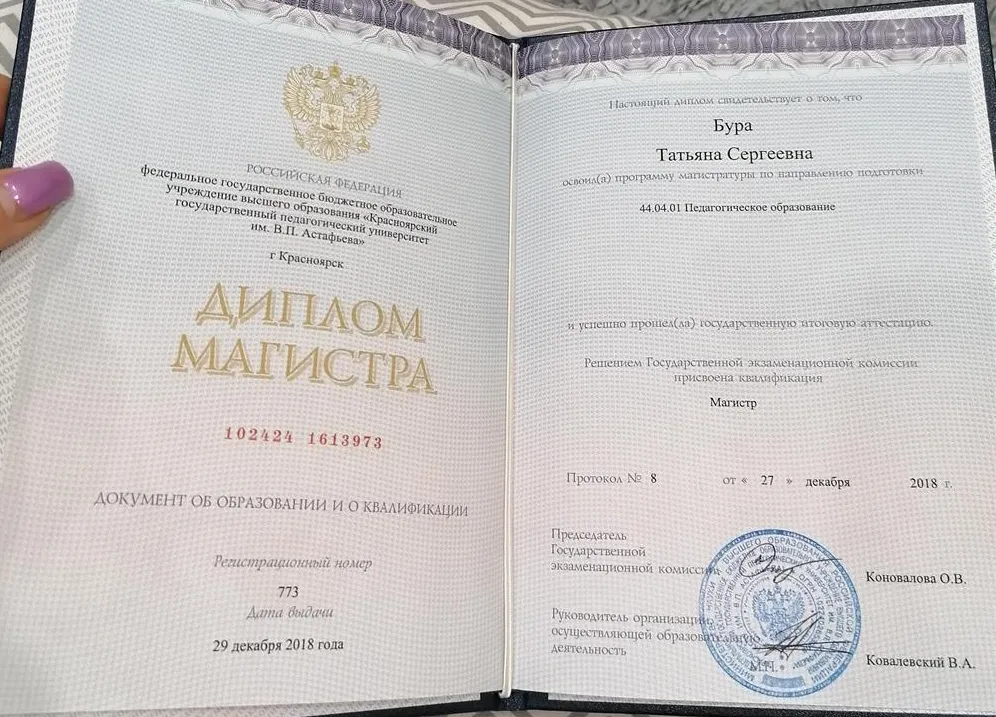 РОССИЙСКАЯ ФЕДЕРАЦИЯ
федеральное государственное бюджетное образовательное
учреждение высшего образования «Красноярский
государственный педагогический университет
им. В.П. Астафьева»
г Красноярск
ДИПЛОМ
МАГИСТРА
102424 1613973
ДОКУМЕНТ ОБ ОБРАЗОВАНИИ И О КВАЛИФИКАЦИИ
Регистрационный номер
773
Дата выдачи
29 декабря 2018 года
Настоящий диплом свидетельствует о том, что
Бура
Татьяна Сергеевна
освоил(а) программу магистратуры по направлению подготовки
44.04.01 Педагогическое образование
и успешно прошел(ла) государственную итоговую аттестацию.
Решением Государственной экзаменационной комиссии
присвоена квалификация
Магистр
Протокол № 8 от « 27 » декабря 2018 г.
Председатель
Государственной
экзаменационной комиссии
Коновалова О.В.
Руководитель организации,
осуществляющей образовательную
деятельность
Ковалевский В.А.
М.П.